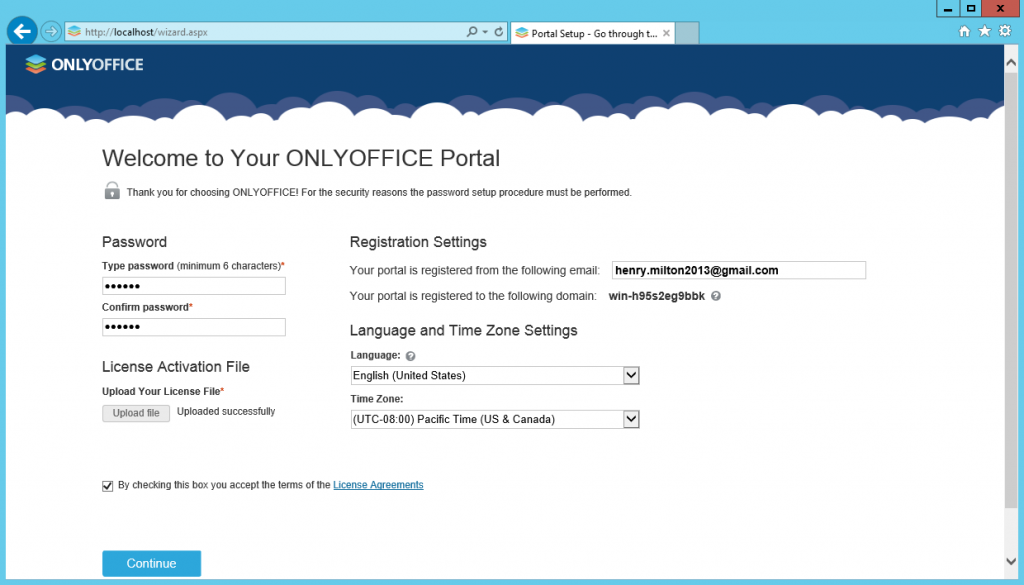 http://localhost/wizard.aspx
Portal Setup - Go through t...
ONLYOFFICE
Welcome to Your ONLYOFFICE Portal
Thank you for choosing ONLYOFFICE! For the security reasons the password setup procedure must be performed.
Password
Type password (minimum 6 characters)*
••••••
Confirm password*
••••••
License Activation File
Upload Your License File*
Upload file Uploaded successfully
Registration Settings
Your portal is registered from the following email: henry.milton2013@gmail.com
Your portal is registered to the following domain: win-h95s2eg9bbk ?
Language and Time Zone Settings
Language: ?
English (United States)
Time Zone:
(UTC-08:00) Pacific Time (US & Canada)
By checking this box you accept the terms of the License Agreements
Continue